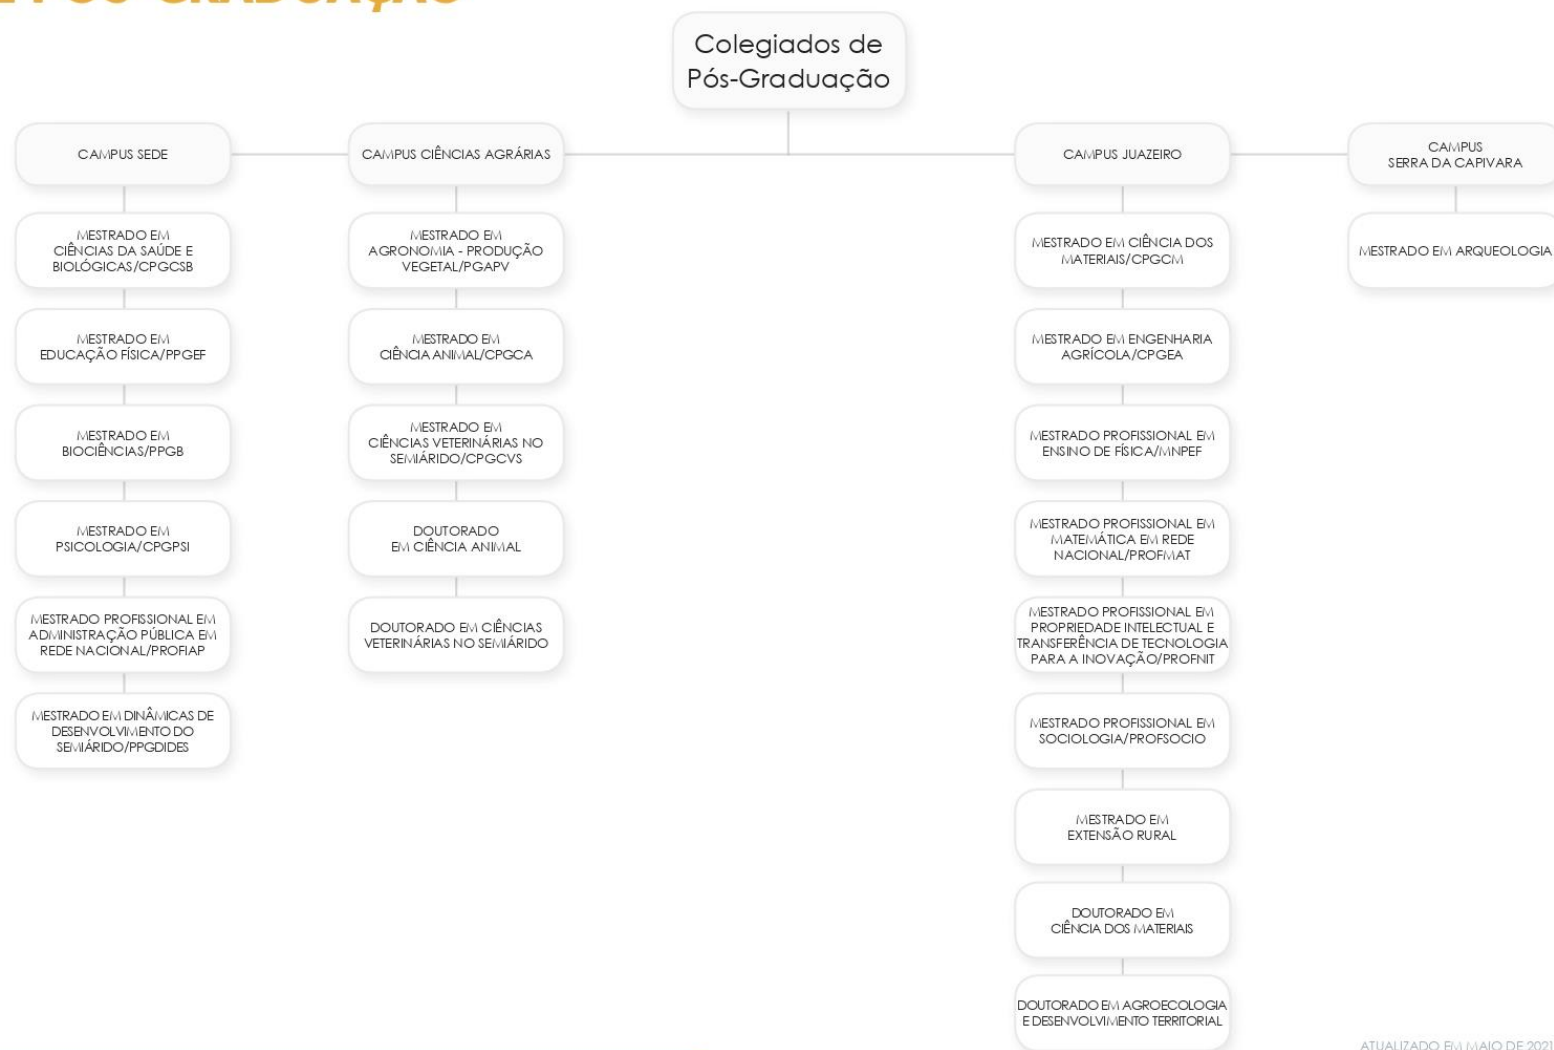 PÓS-GRADUAÇÃO
Colegiados de
Pós-Graduação
CAMPUS SEDE
MESTRADO EM
CIÊNCIAS DA SAÚDE E
BIOLÓGICAS/CPGCSB
MESTRADO EM
EDUCAÇÃO FÍSICA/PPGEF
MESTRADO EM
BIOCIÊNCIAS/PPGB
MESTRADO EM
PSICOLOGIA/CPGPSI
MESTRADO PROFISSIONAL EM
ADMINISTRAÇÃO PÚBLICA EM
REDE NACIONAL/PROFIAP
MESTRADO EM DINÂMICAS DE
DESENVOLVIMENTO DO
SEMIÁRIDO/PPGDIDES
CAMPUS CIÊNCIAS AGRÁRIAS
MESTRADO EM
AGRONOMIA - PRODUÇÃO
VEGETAL/PGAPV
MESTRADO EM
CIÊNCIA ANIMAL/CPGCA
MESTRADO EM
CIÊNCIAS VETERINÁRIAS NO
SEMIÁRIDO/CPGCVS
DOUTORADO
EM CIÊNCIA ANIMAL
DOUTORADO EM CIÊNCIAS
VETERINÁRIAS NO SEMIÁRIDO
CAMPUS JUAZEIRO
MESTRADO EM CIÊNCIA DOS
MATERIAIS/CPGCM
MESTRADO EM ENGENHARIA
AGRÍCOLA/CPGEA
MESTRADO PROFISSIONAL EM
ENSINO DE FÍSICA/MNPEF
MESTRADO PROFISSIONAL EM
MATEMÁTICA EM REDE
NACIONAL/PROFMAT
MESTRADO PROFISSIONAL EM
PROPRIEDADE INTELECTUAL E
TRANSFERÊNCIA DE TECNOLOGIA
PARA A INOVAÇÃO/PROFNIT
MESTRADO PROFISSIONAL EM
SOCIOLOGIA/PROFSOCIO
MESTRADO EM
EXTENSÃO RURAL
DOUTORADO EM
CIÊNCIA DOS MATERIAIS
DOUTORADO EM AGROECOLOGIA
E DESENVOLVIMENTO TERRITORIAL
CAMPUS
SERRA DA CAPIVARA
MESTRADO EM ARQUEOLOGIA
ATUALIZADO EM MAIO DE 2021